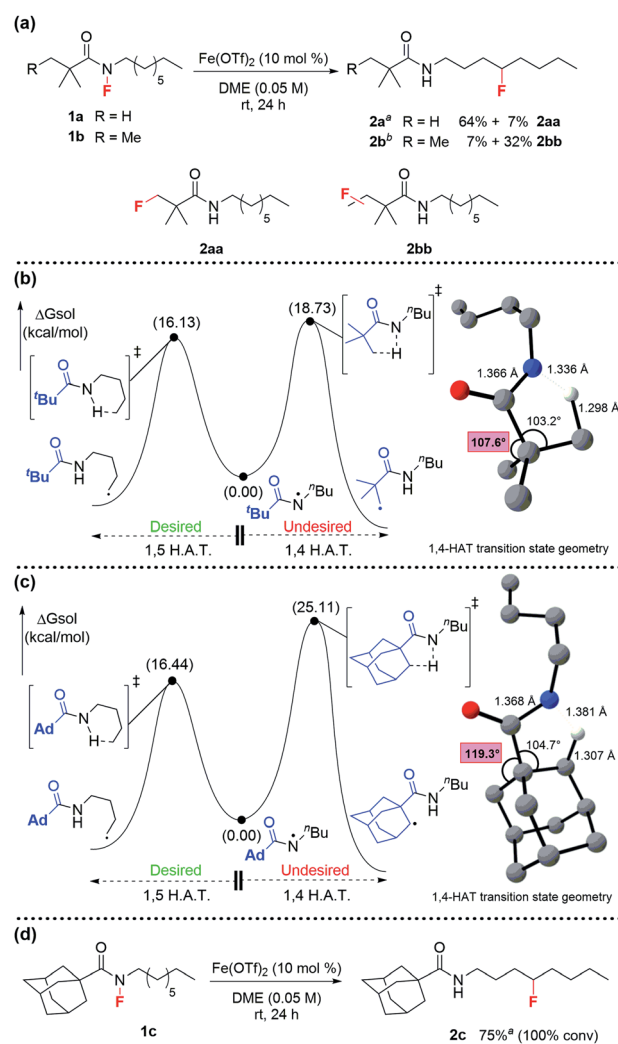 (a)
R
O
N
F
5
1a R = H
1b R = Me
Fe(OTf)2 (10 mol %)
DME (0.05 M)
rt, 24 h
R
O
N
H
F
2aᵃ R = H 64% + 7% 2aa
2bᵇ R = Me 7% + 32% 2bb
F
O
N
H
5
2aa
F
O
N
H
5
2bb
(b)
ΔGsol
(kcal/mol)
(16.13)
(18.73)
‡
O
ᵗBu
N
H
‡
O
N
ⁿBu
H
O
ᵗBu
NH
(0.00)
O
ᵗBu
N
ⁿBu
O
ⁿBu
NH
Desired
Undesired
1,5 H.A.T.
1,4 H.A.T.
1.366 Å
1.336 Å
1.298 Å
103.2°
107.6°
1,4-HAT transition state geometry
(c)
ΔGsol
(kcal/mol)
(16.44)
(25.11)
‡
O
Ad
N
H
‡
O
N
ⁿBu
H
O
Ad
NH
(0.00)
O
Ad
N
ⁿBu
O
ⁿBu
NH
Desired
Undesired
1,5 H.A.T.
1,4 H.A.T.
1.368 Å
1.381 Å
119.3°
104.7°
1.307 Å
1,4-HAT transition state geometry
(d)
O
N
F
5
1c
Fe(OTf)2 (10 mol %)
DME (0.05 M)
rt, 24 h
O
N
H
F
2c
75%ᵃ (100% conv)